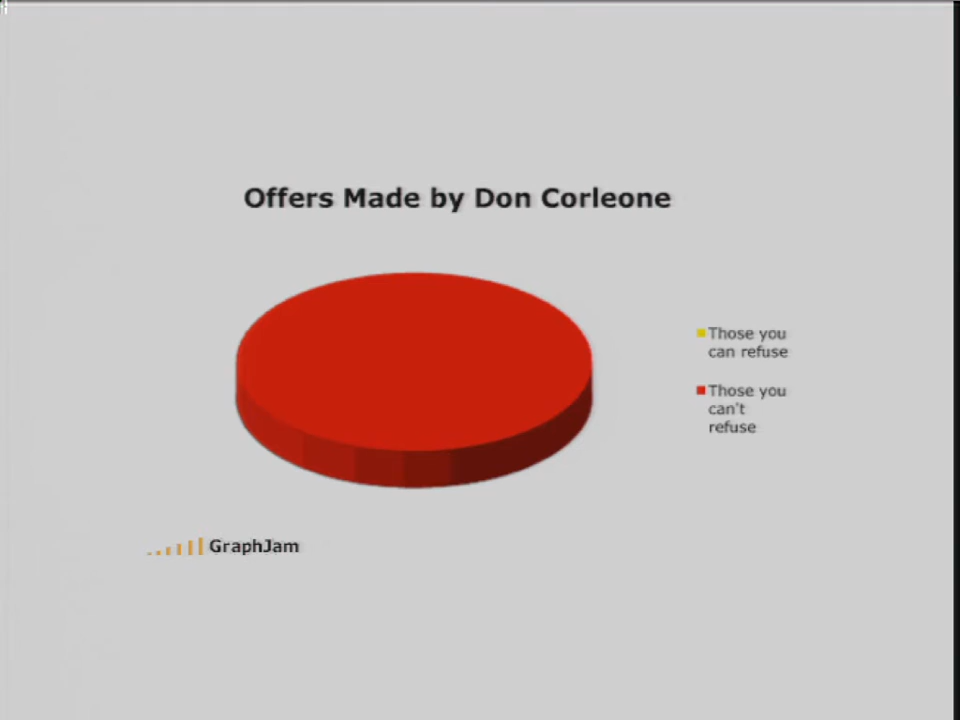 Offers Made by Don Corleone
Those you
can refuse
Those you
can't
refuse
GraphJam